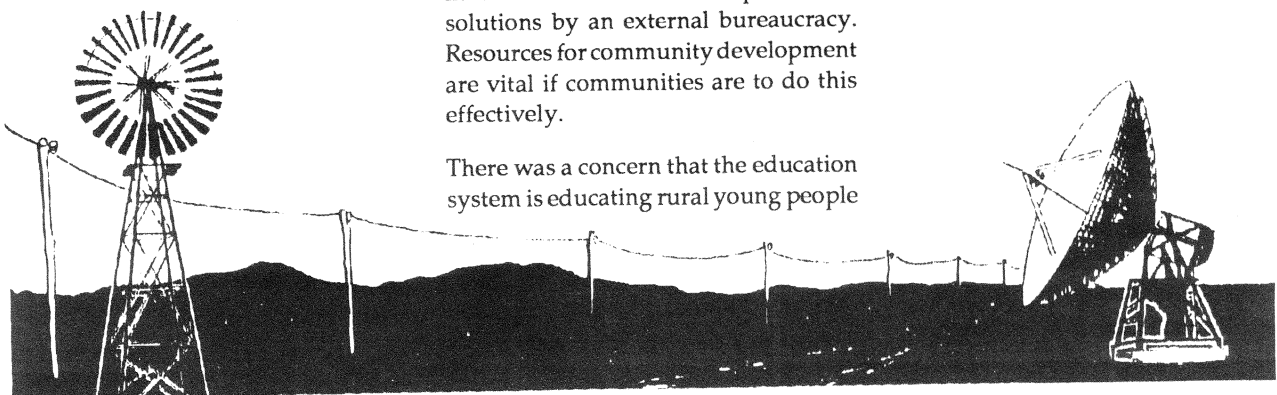 solutions by an external bureaucracy.
Resources for community development
are vital if communities are to do this
effectively.
There was a concern that the education
system is educating rural young people